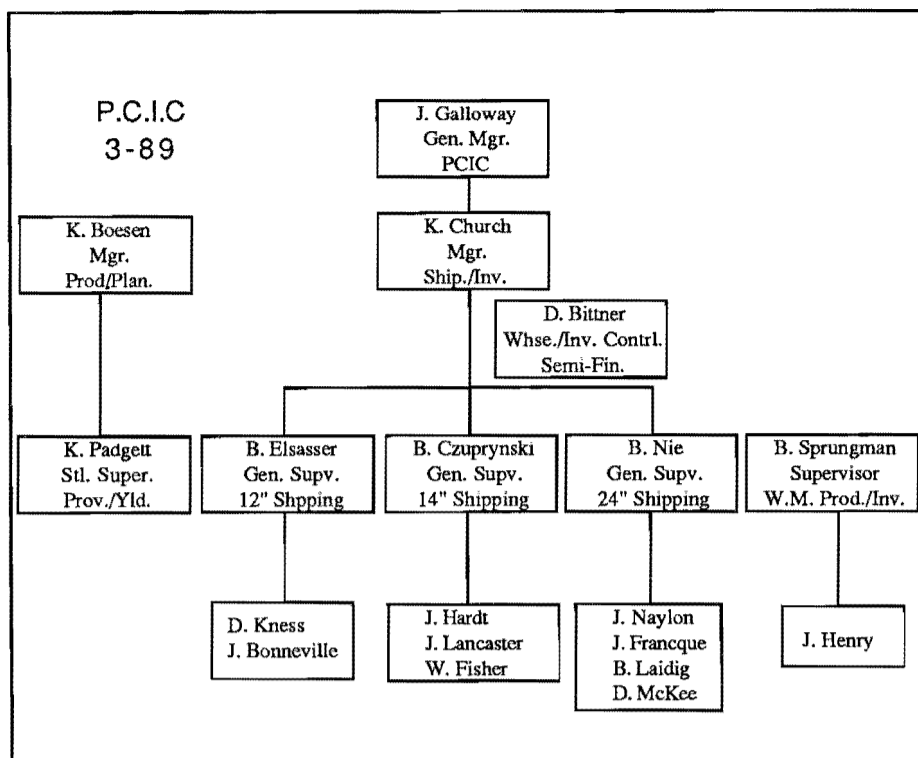 P.C.I.C
3-89
J. Galloway
Gen. Mgr.
PCIC
K. Boesen
Mgr.
Prod/Plan.
K. Church
Mgr.
Ship./Inv.
D. Bittner
Whse./Inv. Contrl.
Semi-Fin.
K. Padgett
Stl. Super.
Prov./Yld.
B. Elsasser
Gen. Supv.
12" Shpping
B. Czuprynski
Gen. Supv.
14" Shipping
B. Nie
Gen. Supv.
24" Shipping
B. Sprungman
Supervisor
W.M. Prod./Inv.
D. Kness
J. Bonneville
J. Hardt
J. Lancaster
W. Fisher
J. Naylon
J. Francque
B. Laidig
D. McKee
J. Henry